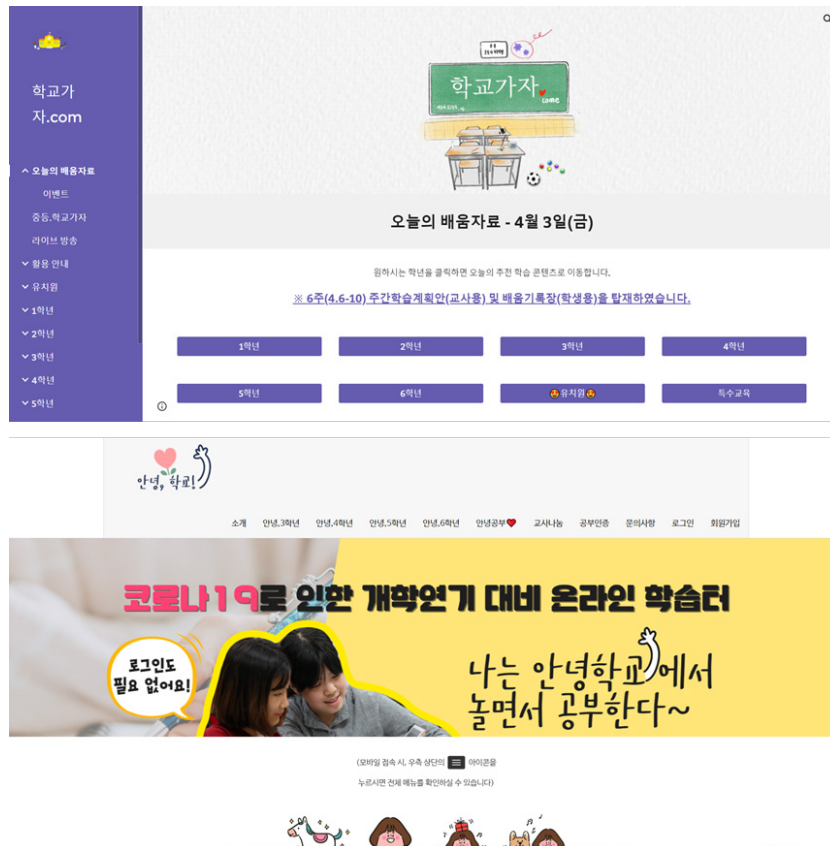 학교가
자.com
오늘의 배움자료
이벤트
중등,학교가자
라이브 방송
활용 안내
유치원
1학년
2학년
3학년
4학년
5학년
학교가자
come
오늘의 배움자료 - 4월 3일(금)
원하시는 학년을 클릭하면 오늘의 추천 학습 콘텐츠로 이동합니다.
※ 6주(4.6-10) 주간학습계획안(교사용) 및 배움기록장(학생용)을 탑재하였습니다.
1학년 2학년 3학년 4학년
5학년 6학년 유치원 특수교육
안녕, 학교!
소개 안녕,3학년 안녕,4학년 안녕,5학년 안녕,6학년 안녕공부 교사나눔 공부인증 문의사항 로그인 회원가입
코로나19로 인한 개학연기 대비 온라인 학습터
로그인도
필요 없어요!
나는 안녕학교에서
놀면서 공부한다~
(모바일 접속 시, 우측 상단의 아이콘을
누르시면 전체 메뉴를 확인하실 수 있습니다)